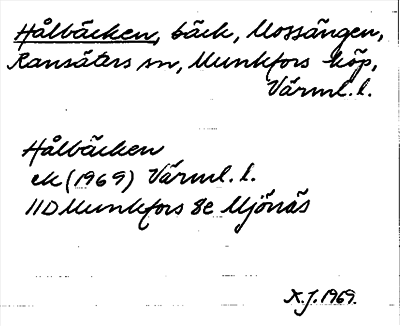 Hålbäcken, bäck, Mossängen,
Ransäters sn, Munkfors köp,
Värml. l.
Hålbäcken
ek (1969) Värml. l.
11D Munkfors 8e Mjönäs
K.J. 1969.